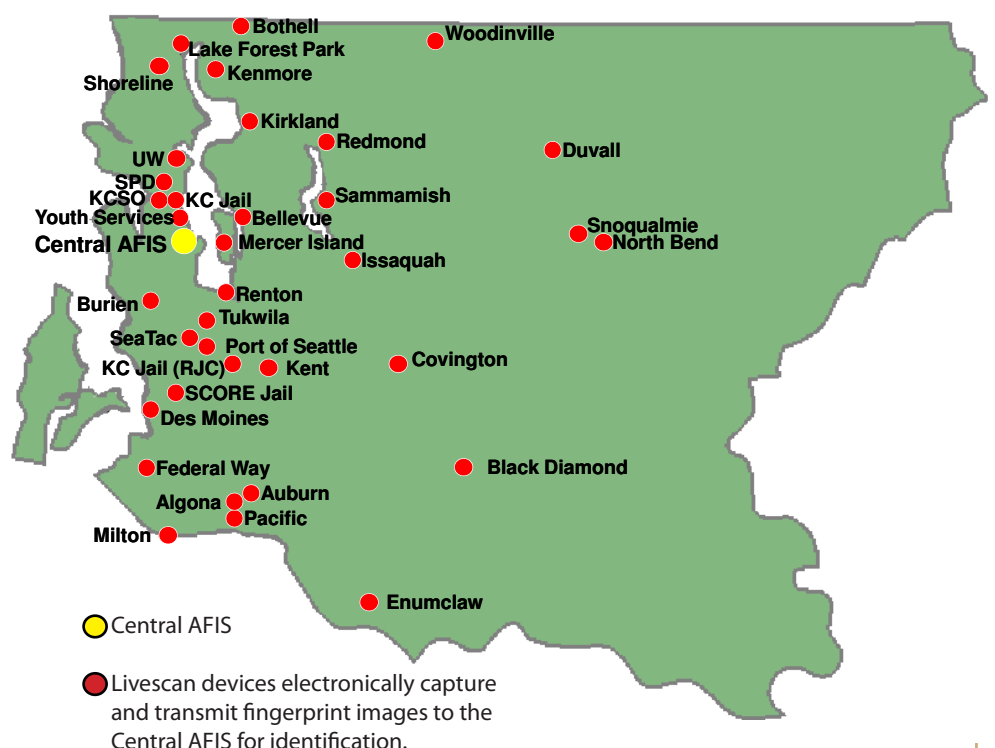 Bothell
Woodinville
Lake Forest Park
Kenmore
Shoreline
Kirkland
Redmond
Duvall
UW
SPD
KCSO
KC Jail
Sammamish
Youth Services
Bellevue
Snoqualmie
Central AFIS
Mercer Island
North Bend
Issaquah
Renton
Burien
Tukwila
SeaTac
Port of Seattle
Covington
KC Jail (RJC)
Kent
SCORE Jail
Des Moines
Federal Way
Black Diamond
Auburn
Algona
Pacific
Milton
Enumclaw
Central AFIS
Livescan devices electronically capture
and transmit fingerprint images to the
Central AFIS for identification.